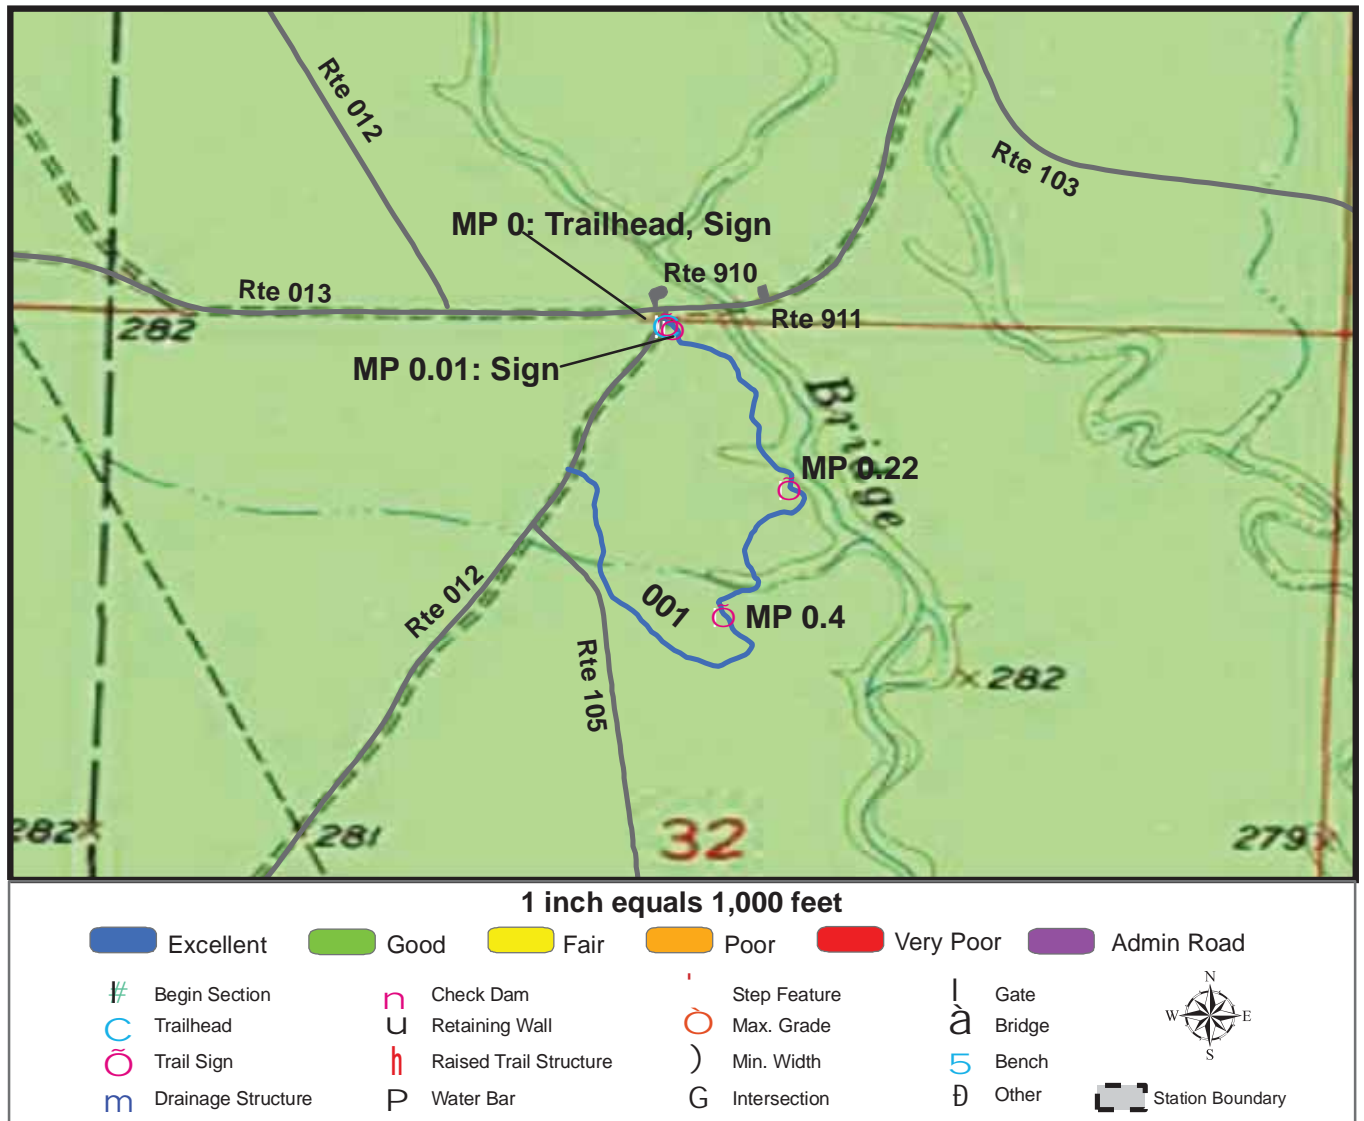 Rte 012
Rte 103
MP 0: Trailhead, Sign
Rte 910
Rte 013
Rte 911
282
MP 0.01: Sign
Bridge
MP 0.22
001
MP 0.4
Rte 012
Rte 105
282
282
281
32
279
1 inch equals 1,000 feet
Excellent
Good
Fair
Poor
Very Poor
Admin Road
# Begin Section
n Check Dam
' Step Feature
I Gate
C Trailhead
u Retaining Wall
Ò Max. Grade
à Bridge
Õ Trail Sign
h Raised Trail Structure
) Min. Width
5 Bench
m Drainage Structure
P Water Bar
G Intersection
Đ Other
Station Boundary
N
W
E
S